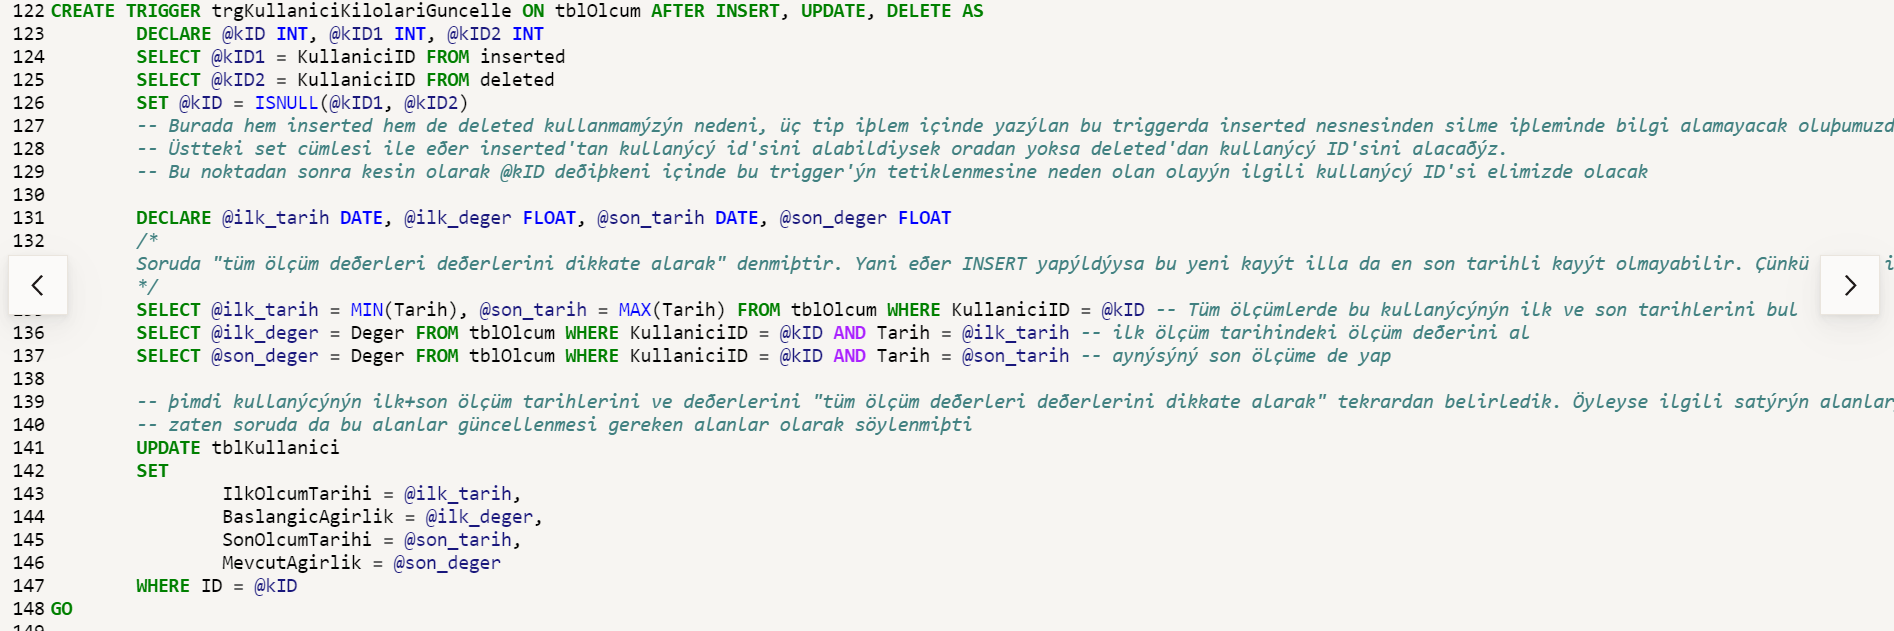 122 CREATE TRIGGER trgKullaniciKilolariGuncelle ON tblOlcum AFTER INSERT, UPDATE, DELETE AS
123 DECLARE @kID INT, @kID1 INT, @kID2 INT
124 SELECT @kID1 = KullaniciID FROM inserted
125 SELECT @kID2 = KullaniciID FROM deleted
126 SET @kID = ISNULL(@kID1, @kID2)
127 -- Burada hem inserted hem de deleted kullanmamýzýn nedeni, üç tip iþlem içinde yazýlan bu triggerda inserted nesnesinden silme iþleminde bilgi alamayacak oluþumuzd
128 -- Üstteki set cümlesi ile eðer inserted'tan kullanýcý id'sini alabildiysek oradan yoksa deleted'dan kullanýcý ID'sini alacaðýz.
129 -- Bu noktadan sonra kesin olarak @kID deðiþkeni içinde bu trigger'ýn tetiklenmesine neden olan olayýn ilgili kullanýcý ID'si elimizde olacak
130
131 DECLARE @ilk_tarih DATE, @ilk_deger FLOAT, @son_tarih DATE, @son_deger FLOAT
132 /*
Soruda "tüm ölçüm deðerleri deðerlerini dikkate alarak" denmiþtir. Yani eðer INSERT yapýldýysa bu yeni kayýt illa da en son tarihli kayýt olmayabilir. Çünkü
*/
SELECT @ilk_tarih = MIN(Tarih), @son_tarih = MAX(Tarih) FROM tblOlcum WHERE KullaniciID = @kID -- Tüm ölçümlerde bu kullanýcýnýn ilk ve son tarihlerini bul
136 SELECT @ilk_deger = Deger FROM tblOlcum WHERE KullaniciID = @kID AND Tarih = @ilk_tarih -- ilk ölçüm tarihindeki ölçüm deðerini al
137 SELECT @son_deger = Deger FROM tblOlcum WHERE KullaniciID = @kID AND Tarih = @son_tarih -- aynýsýný son ölçüme de yap
138
139 -- þimdi kullanýcýnýn ilk+son ölçüm tarihlerini ve deðerlerini "tüm ölçüm deðerleri deðerlerini dikkate alarak" tekrardan belirledik. Öyleyse ilgili satýrýn alanlar
140 -- zaten soruda da bu alanlar güncellenmesi gereken alanlar olarak söylenmiþti
141 UPDATE tblKullanici
142 SET
143 IlkOlcumTarihi = @ilk_tarih,
144 BaslangicAgirlik = @ilk_deger,
145 SonOlcumTarihi = @son_tarih,
146 MevcutAgirlik = @son_deger
147 WHERE ID = @kID
148 GO